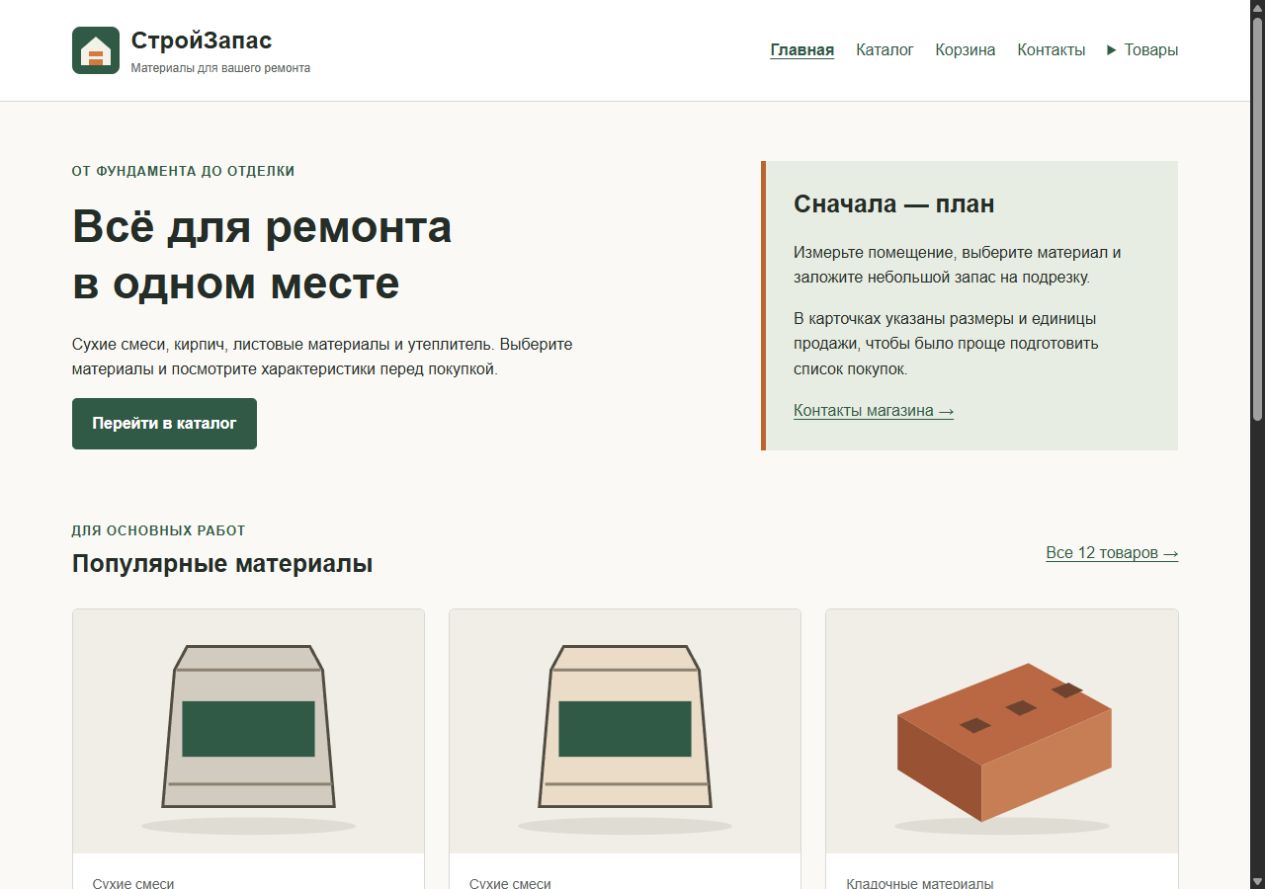 СтройЗапас
Материалы для вашего ремонта
Главная Каталог Корзина Контакты ▶ Товары
ОТ ФУНДАМЕНТА ДО ОТДЕЛКИ
Всё для ремонта
в одном месте
Сухие смеси, кирпич, листовые материалы и утеплитель. Выберите
материалы и посмотрите характеристики перед покупкой.
Перейти в каталог
Сначала — план
Измерьте помещение, выберите материал и
заложите небольшой запас на подрезку.
В карточках указаны размеры и единицы
продажи, чтобы было проще подготовить
список покупок.
Контакты магазина →
ДЛЯ ОСНОВНЫХ РАБОТ
Популярные материалы
Все 12 товаров →
Сухие смеси
Сухие смеси
Кладочные материалы